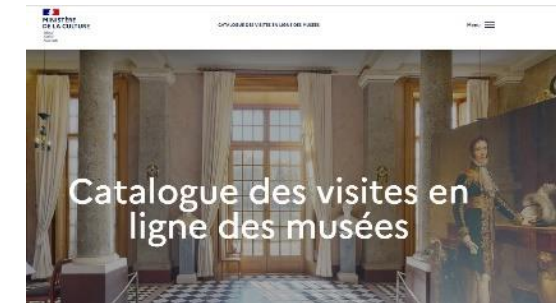 MINISTÈRE
DE LA CULTURE
CATALOGUE DES VISITES EN LIGNE DES MUSÉES
Menu
Catalogue des visites en
ligne des musées